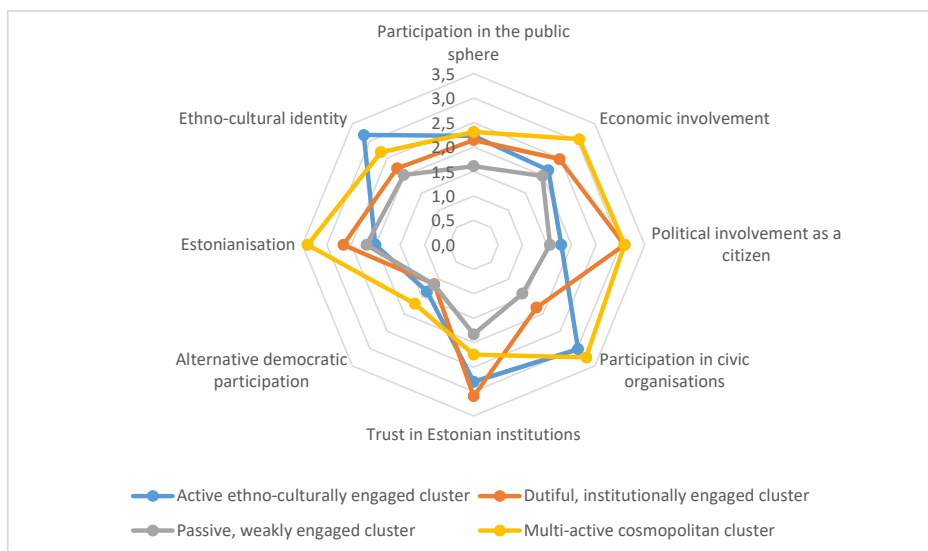 Participation in the public
sphere
3,5
3,0
2,5
2,0
1,5
1,0
0,5
0,0
Ethno-cultural identity
Economic involvement
Estonianisation
Political involvement as a
citizen
Alternative democratic
participation
Participation in civic
organisations
Trust in Estonian institutions
Active ethno-culturally engaged cluster
Dutiful, institutionally engaged cluster
Passive, weakly engaged cluster
Multi-active cosmopolitan cluster